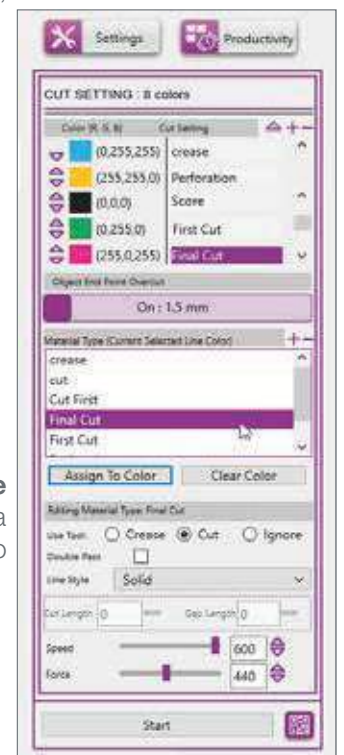 Settings Productivity
CUT SETTING : 8 colors
Color (R, G, B) Cut Setting
(0,255,255) crease
(255,255,0) Perforation
(0,0,0) Score
(0,255,0) First Cut
(255,0,255) Final Cut
Object End Point Overcut
On : 1.5 mm
Material Type (Current Selected Line Color)
crease
cut
Cut First
Final Cut
First Cut
Assign To Color Clear Color
e
a
o
Editing Material Type: Final Cut
Use Tool: Crease Cut Ignore
Double Pass
Line Style Solid
Cut Length 0 mm Gap Length 0 mm
Speed 600
Force 440
Start